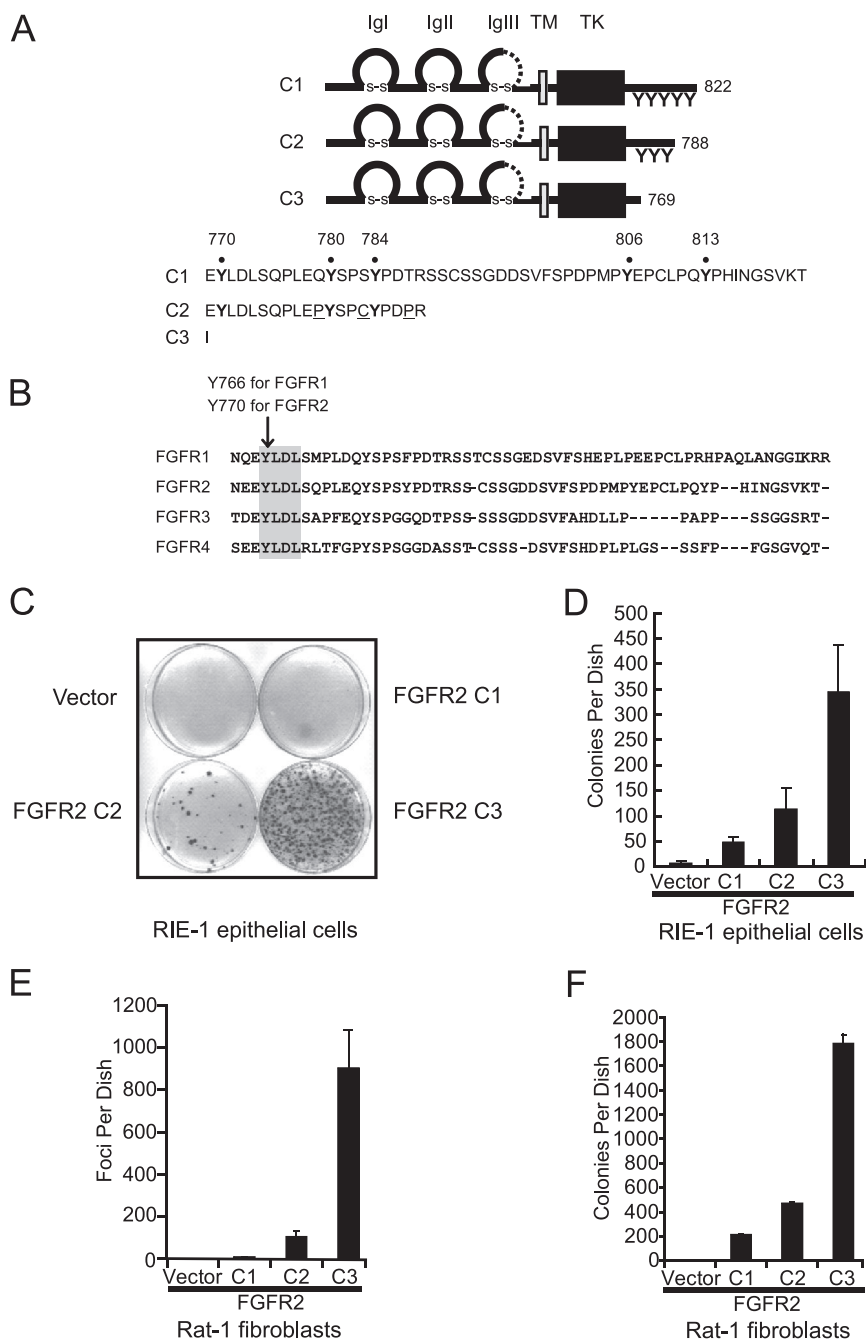 A
IgI IgII IgIII TM TK
C1 S-S S-S S-S YYYYY 822
C2 S-S S-S S-S YYY 788
C3 S-S S-S S-S 769
770 780 784 806 813
C1 EYLDLSQPLEQYSPSYPDTRSSCSSGDDSVFSPDPMPYEPCLPQYPHINGSVKT
C2 EYLDLSQPLEPYSPCYPDPR
C3 I
B
Y766 for FGFR1
Y770 for FGFR2
FGFR1 NQEYLDLSMPLDQYSPSFPDTRSSTCSSGEDSVFSHEPLPEEPCLPRHPAQLANGGLKRR
FGFR2 NEEYLDLSQPLEQYSPSYPDTRSS-CSSGDDSVFSPDPMPYEPCLPQYP--HINGSVKT-
FGFR3 TDEYLDLSAPFEQYSPGGQDTPSS-SSSGDDSVFAHDLLP-----PAPP---SSGGSRT-
FGFR4 SEEYLDLRLTFGPYSPSGGDASST-CSSS-DSVFSHDPLPLGS--SSFP---FGSGVQT-
C
Vector
FGFR2 C1
FGFR2 C2
FGFR2 C3
RIE-1 epithelial cells
D
Colonies Per Dish
500
450
400
350
300
250
200
150
100
50
0
Vector C1 C2 C3
FGFR2
RIE-1 epithelial cells
E
Foci Per Dish
1200
1000
800
600
400
200
0
Vector C1 C2 C3
FGFR2
Rat-1 fibroblasts
F
Colonies Per Dish
2000
1800
1600
1400
1200
1000
800
600
400
200
0
Vector C1 C2 C3
FGFR2
Rat-1 fibroblasts